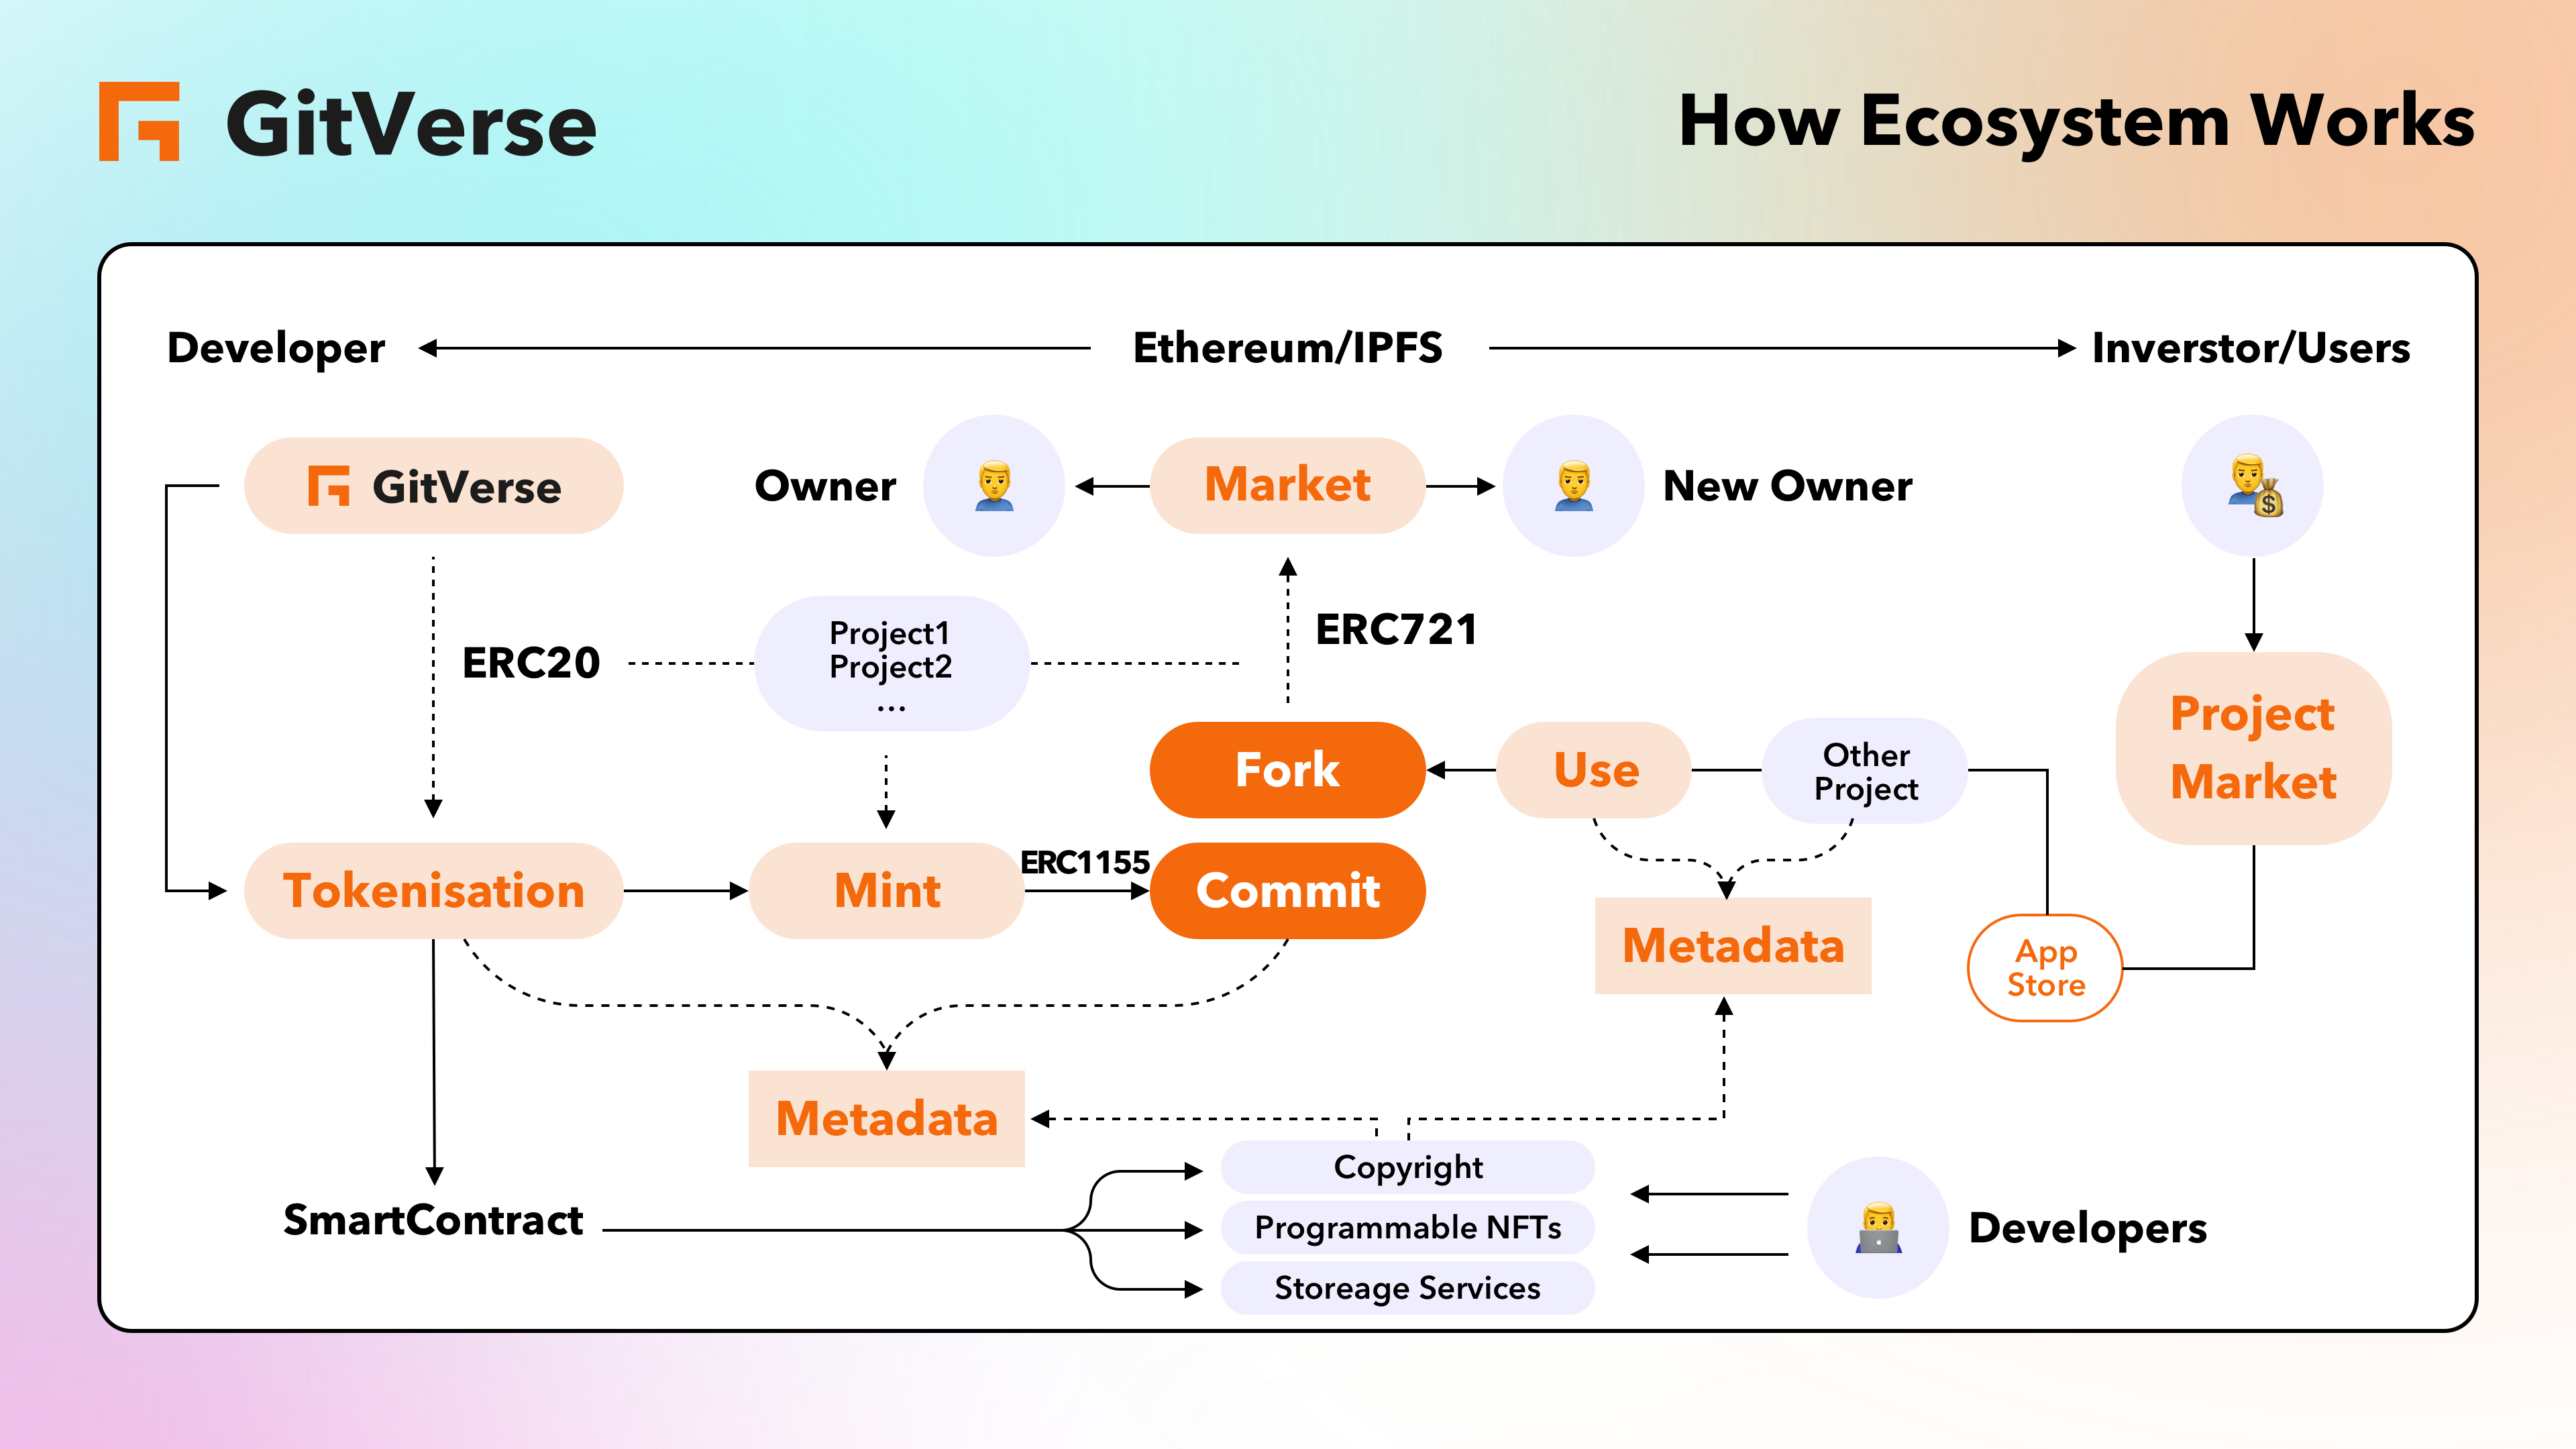 GitVerse
How Ecosystem Works
Developer
Ethereum/IPFS
Inverstor/Users
GitVerse
Owner
Market
New Owner
$
ERC20
Project1
Project2
...
ERC721
Project
Market
Fork
Use
Other
Project
Tokenisation
Mint
ERC1155
Commit
Metadata
App
Store
Metadata
SmartContract
Copyright
Programmable NFTs
Storeage Services
Developers